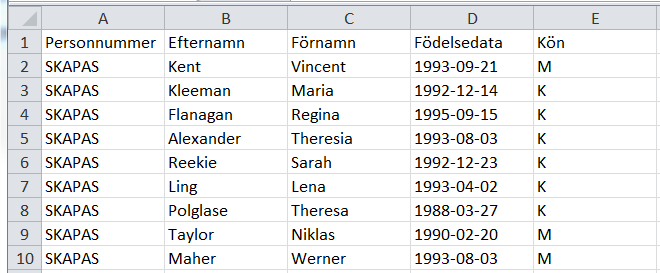 A B C D E
1 Personnummer Efternamn Förnamn Födelsedata Kön
2 SKAPAS Kent Vincent 1993-09-21 M
3 SKAPAS Kleeman Maria 1992-12-14 K
4 SKAPAS Flanagan Regina 1995-09-15 K
5 SKAPAS Alexander Theresia 1993-08-03 K
6 SKAPAS Reekie Sarah 1992-12-23 K
7 SKAPAS Ling Lena 1993-04-02 K
8 SKAPAS Polglase Theresa 1988-03-27 K
9 SKAPAS Taylor Niklas 1990-02-20 M
10 SKAPAS Maher Werner 1993-08-03 M